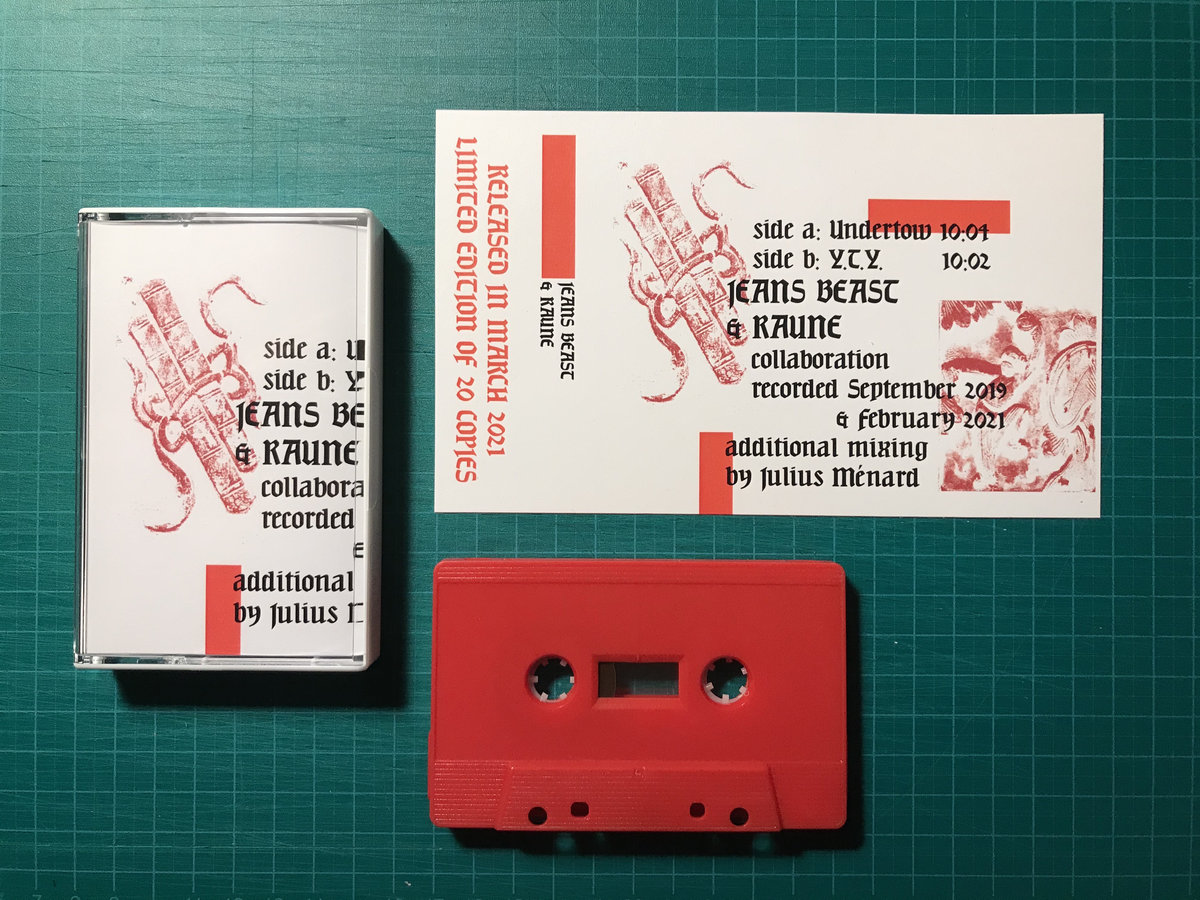 side a: U
side b: Y
JEANS BE
& RAUNE
collabora
recorded
&
additional
by Julius
RELEASED IN MARCH 2021
LIMITED EDITION OF 20 COPIES
JEANS BEAST
& RAUNE
side a: Undertow 10:04
side b: Y.T.Y. 10:02
JEANS BEAST
& RAUNE
collaboration
recorded September 2019
& February 2021
additional mixing
by Julius Ménard